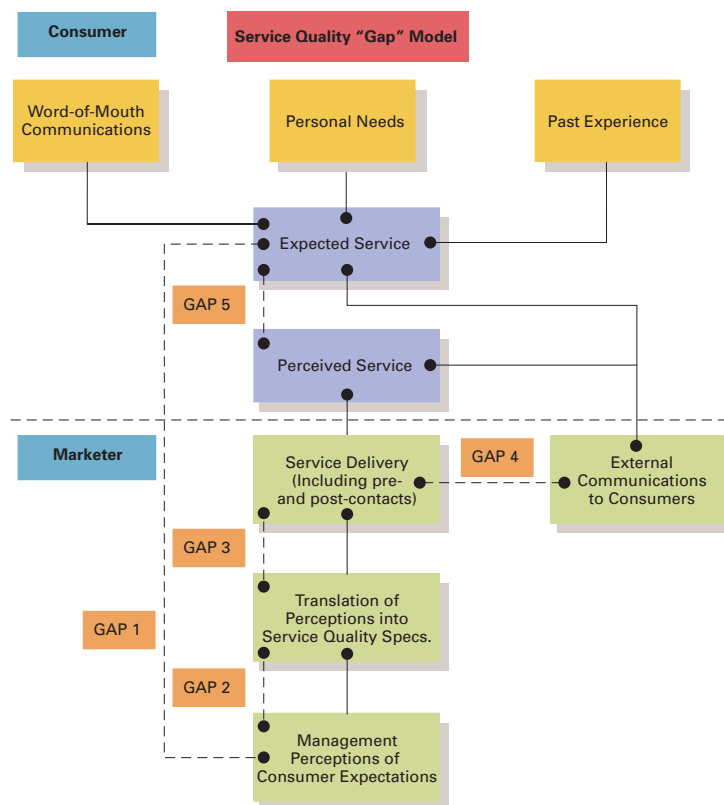 Consumer
Service Quality “Gap” Model
Word-of-Mouth
Communications
Personal Needs
Past Experience
Expected Service
GAP 5
Perceived Service
Marketer
Service Delivery
(Including pre-
and post-contacts)
GAP 4
External
Communications
to Consumers
GAP 3
Translation of
Perceptions into
Service Quality Specs.
GAP 1
GAP 2
Management
Perceptions of
Consumer Expectations